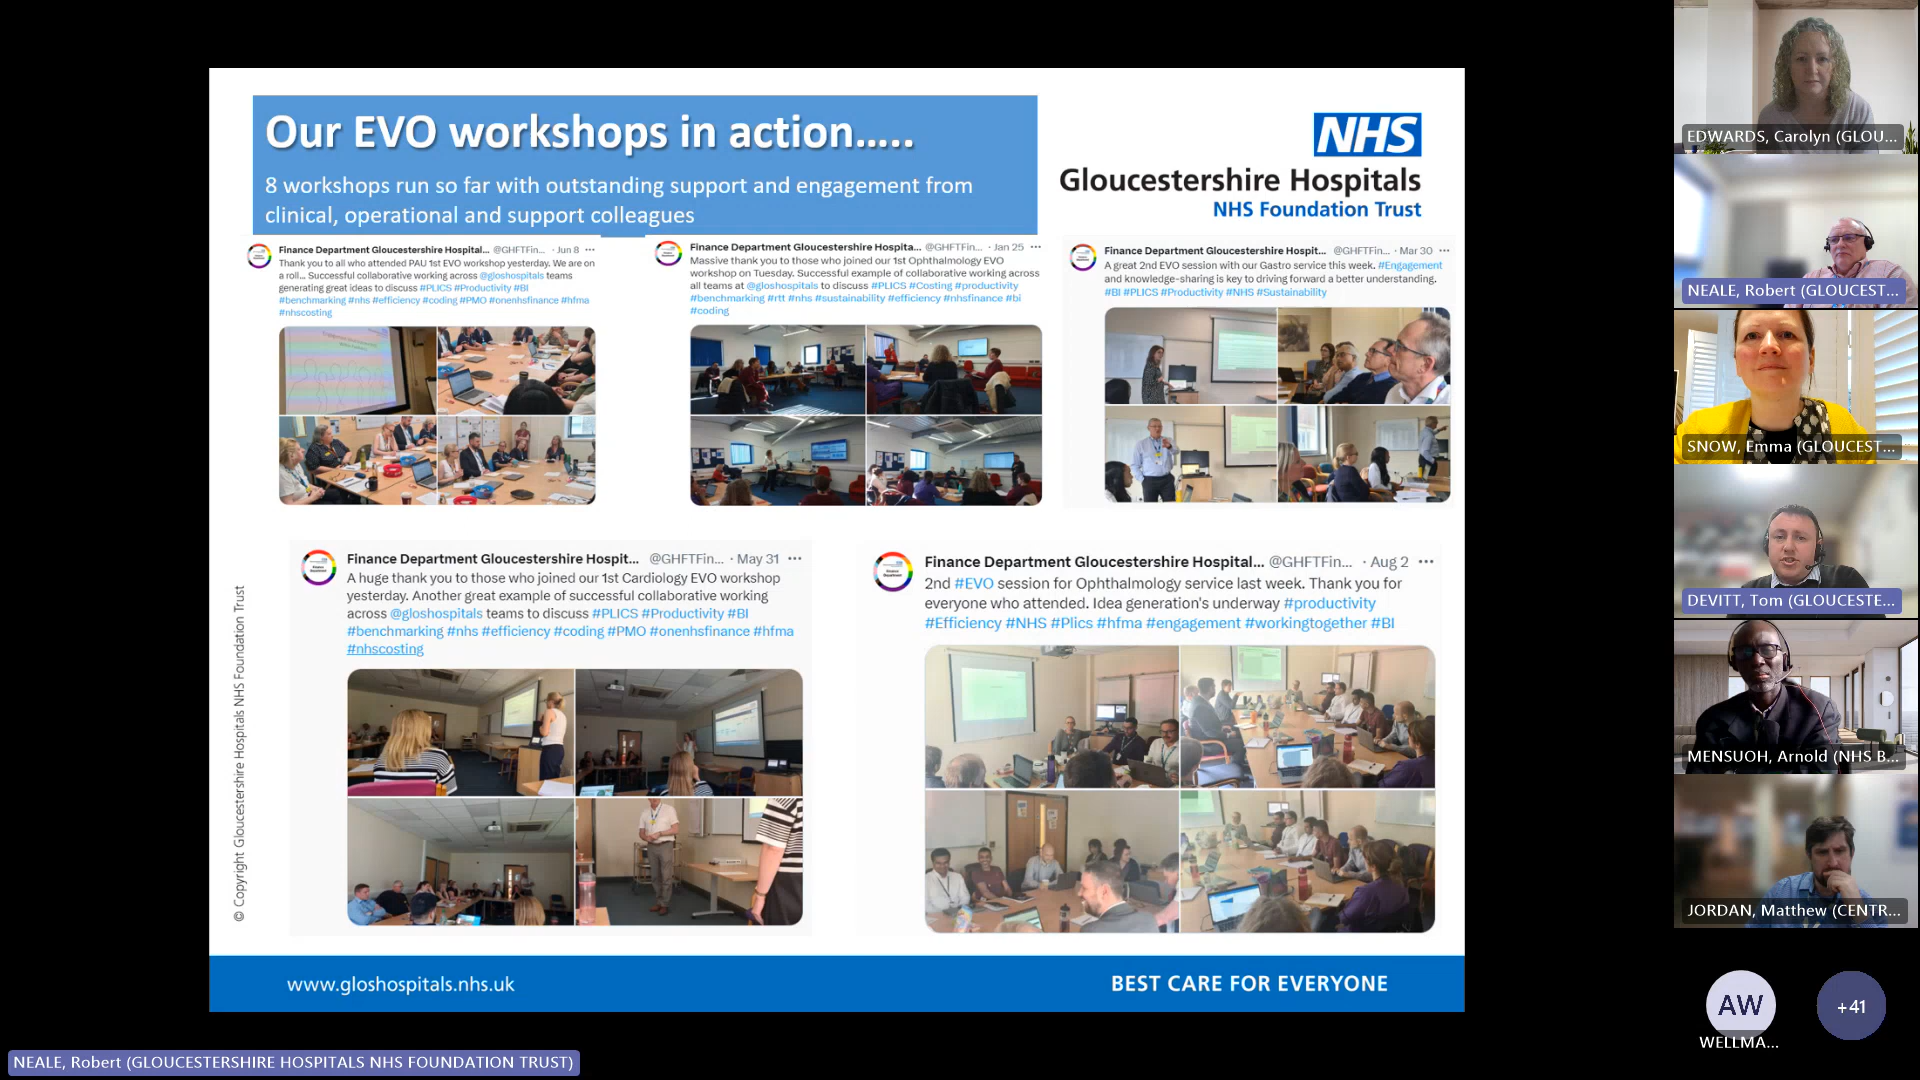 Our EVO workshops in action.....
8 workshops run so far with outstanding support and engagement from
clinical, operational and support colleagues
NHS
Gloucestershire Hospitals
NHS Foundation Trust
Finance Department Gloucestershire Hospital... @GHFTFin... · Jun 8 ···
Thank you to all who attended PAU 1st EVO workshop yesterday. We are on
a roll... Successful collaborative working across @gloshospitals teams
generating great ideas to discuss #PLICS #Productivity #BI
#benchmarking #nhs #efficiency #coding #PMO #onenhsfinance #hfma
#nhscosting
Finance Department Gloucestershire Hospita... @GHFTFin... · Jan 25 ···
Massive thank you to those who joined our 1st Ophthalmology EVO
workshop on Tuesday. Successful example of collaborative working across
all teams at @gloshospitals to discuss #PLICS #Costing #productivity
#benchmarking #rtt #nhs #sustainability #efficiency #nhsfinance #bi
#coding
Finance Department Gloucestershire Hospit... @GHFTFin... · Mar 30 ···
A great 2nd EVO session with our Gastro service this week. #Engagement
and knowledge-sharing is key to driving forward a better understanding.
#BI #PLICS #Productivity #NHS #Sustainability
Finance Department Gloucestershire Hospit... @GHFTFin... · May 31 ···
A huge thank you to those who joined our 1st Cardiology EVO workshop
yesterday. Another great example of successful collaborative working
across @gloshospitals teams to discuss #PLICS #Productivity #BI
#benchmarking #nhs #efficiency #coding #PMO #onenhsfinance #hfma
#nhscosting
Finance Department Gloucestershire Hospital... @GHFTFin... · Aug 2 ···
2nd #EVO session for Ophthalmology service last week. Thank you for
everyone who attended. Idea generation's underway #productivity
#Efficiency #NHS #Plics #hfma #engagement #workingtogether #BI
© Copyright Gloucestershire Hospitals NHS Foundation Trust
www.gloshospitals.nhs.uk
BEST CARE FOR EVERYONE
EDWARDS, Carolyn (GLOU...
NEALE, Robert (GLOUCEST...
SNOW, Emma (GLOUCEST...
DEVITT, Tom (GLOUCESTE...
MENSUOH, Arnold (NHS B...
JORDAN, Matthew (CENTR...
AW
+41
WELLMA...
NEALE, Robert (GLOUCESTERSHIRE HOSPITALS NHS FOUNDATION TRUST)